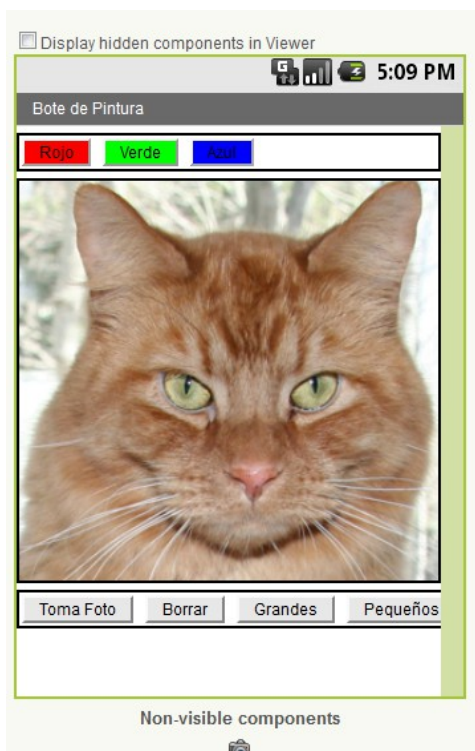 Display hidden components in Viewer
5:09 PM
Bote de Pintura
Rojo Verde Azul
Toma Foto Borrar Grandes Pequeños
Non-visible components